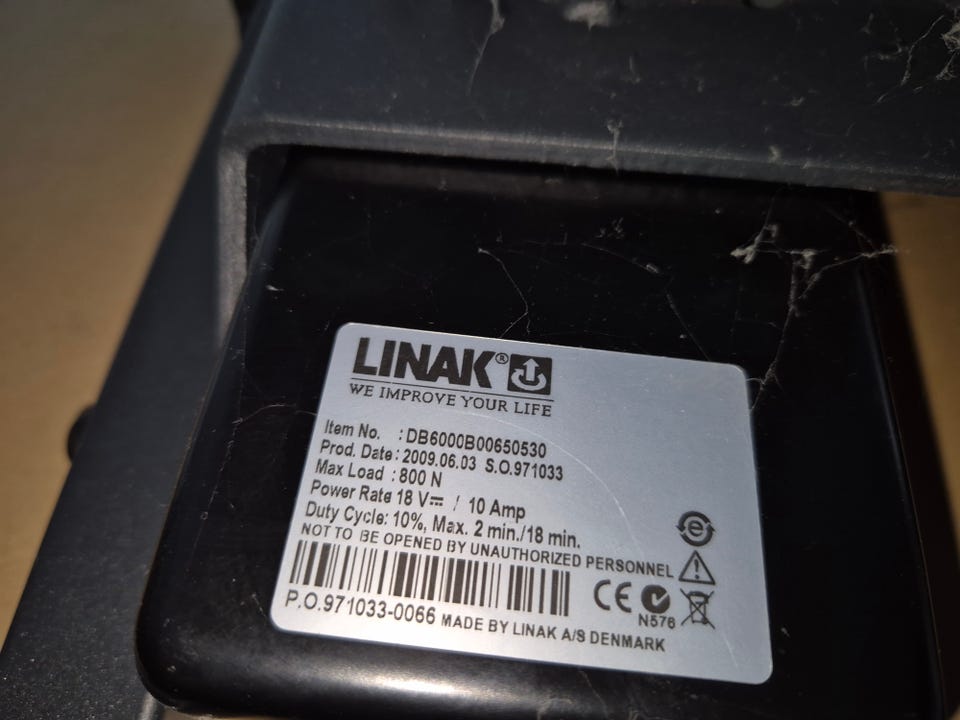 LINAK®
WE IMPROVE YOUR LIFE
Item No. : DB6000B00650530
Prod. Date : 2009.06.03 S.O.971033
Max Load : 800 N
Power Rate 18 V⎓ / 10 Amp
Duty Cycle: 10%, Max. 2 min./18 min.
NOT TO BE OPENED BY UNAUTHORIZED PERSONNEL
e
CE
N576
P.O.971033-0066 MADE BY LINAK A/S DENMARK